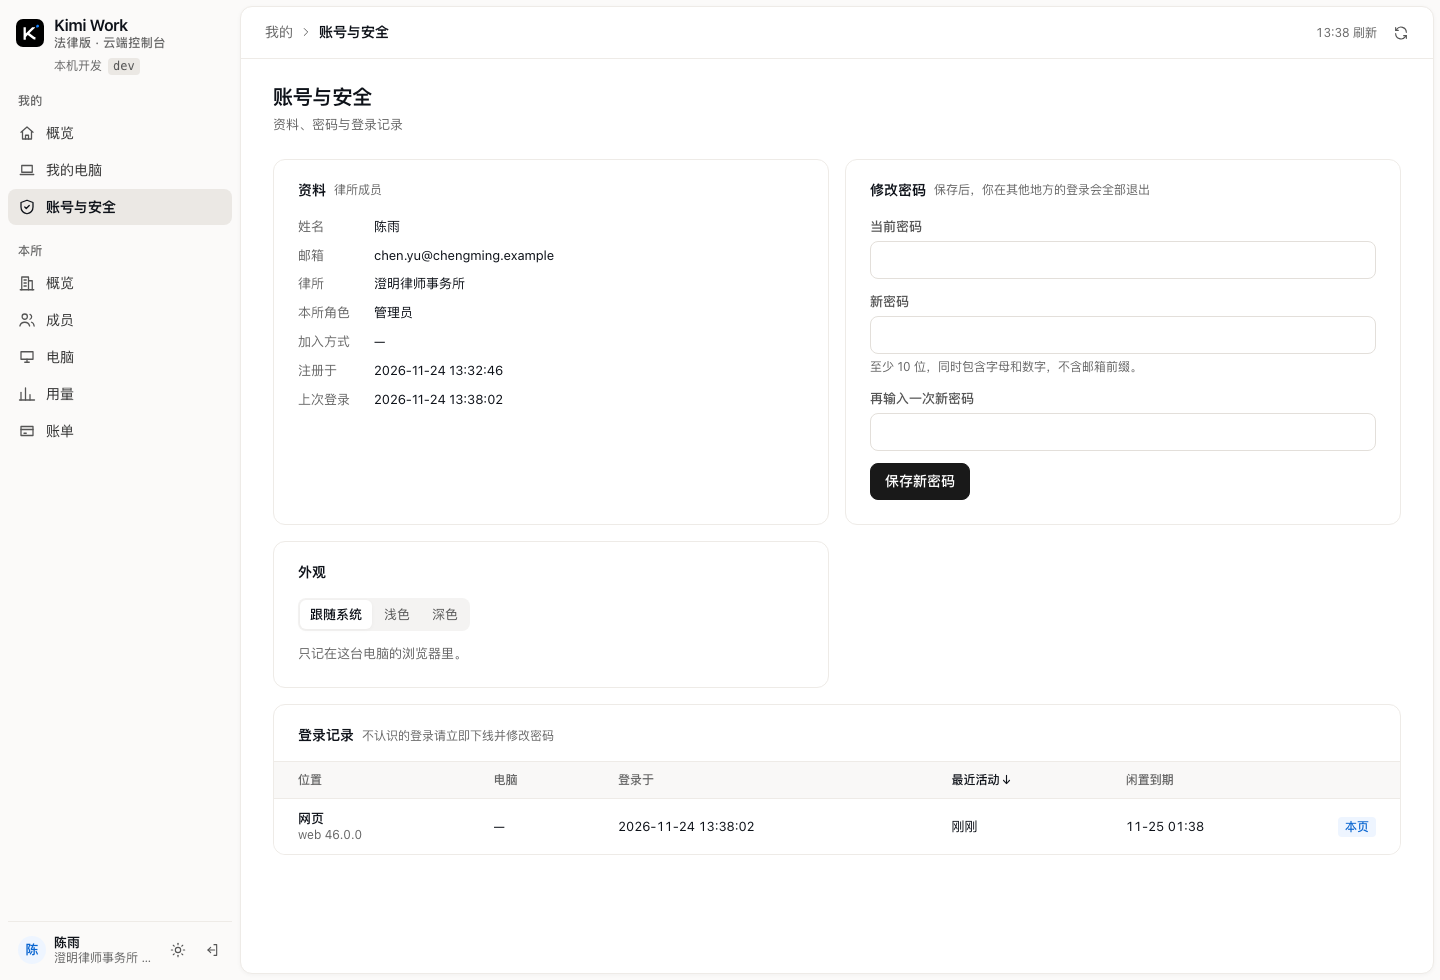 Kimi Work
法律版 · 云端控制台
本机开发 dev
我的
概览
我的电脑
账号与安全
本所
概览
成员
电脑
用量
账单
陈
陈雨
澄明律师事务所 ...
我的 > 账号与安全
13:38 刷新
账号与安全
资料、密码与登录记录
资料 律所成员
姓名 陈雨
邮箱 chen.yu@chengming.example
律所 澄明律师事务所
本所角色 管理员
加入方式 —
注册于 2026-11-24 13:32:46
上次登录 2026-11-24 13:38:02
修改密码 保存后，你在其他地方的登录会全部退出
当前密码
新密码
至少 10 位，同时包含字母和数字，不含邮箱前缀。
再输入一次新密码
保存新密码
外观
跟随系统 浅色 深色
只记在这台电脑的浏览器里。
登录记录 不认识的登录请立即下线并修改密码
位置 电脑 登录于 最近活动↓ 闲置到期
网页 — 2026-11-24 13:38:02 刚刚 11-25 01:38 本页
web 46.0.0